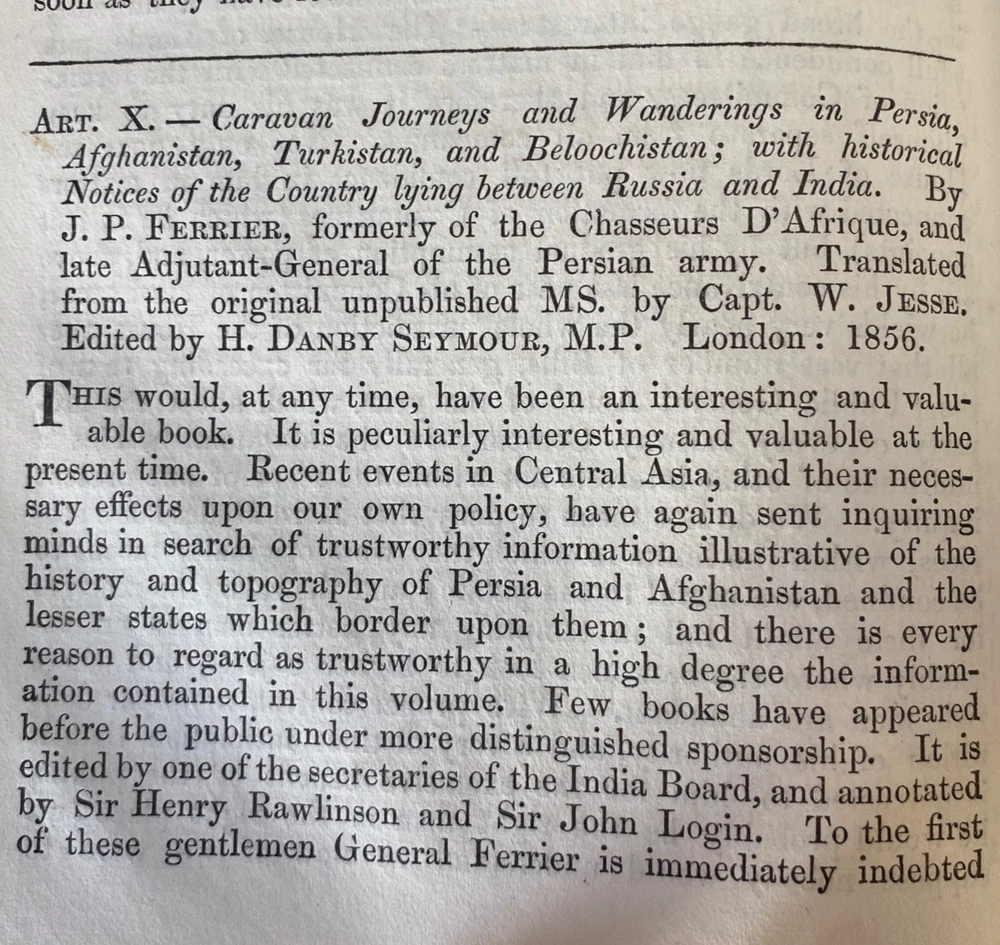 soon as they have
ART. X. — Caravan Journeys and Wanderings in Persia,
Afghanistan, Turkistan, and Beloochistan; with historical
Notices of the Country lying between Russia and India. By
J. P. FERRIER, formerly of the Chasseurs D'Afrique, and
late Adjutant-General of the Persian army. Translated
from the original unpublished MS. by Capt. W. JESSE.
Edited by H. DANBY SEYMOUR, M.P. London: 1856.
THIS would, at any time, have been an interesting and valu-
able book. It is peculiarly interesting and valuable at the
present time. Recent events in Central Asia, and their neces-
sary effects upon our own policy, have again sent inquiring
minds in search of trustworthy information illustrative of the
history and topography of Persia and Afghanistan and the
lesser states which border upon them; and there is every
reason to regard as trustworthy in a high degree the inform-
ation contained in this volume. Few books have appeared
before the public under more distinguished sponsorship. It is
edited by one of the secretaries of the India Board, and annotated
by Sir Henry Rawlinson and Sir John Login. To the first
of these gentlemen General Ferrier is immediately indebted